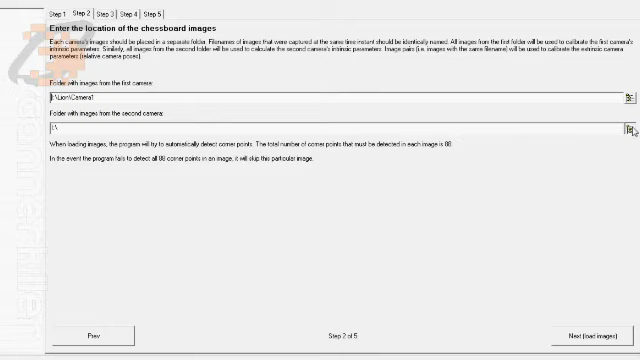 Step 1 Step 2 Step 3 Step 4 Step 5
Enter the location of the chessboard images
Each camera's images should be placed in a separate folder. Filenames of images that were captured at the same time instant should be identically named. All images from the first folder will be used to calibrate the first camera's
intrinsic parameters. Similarly, all images from the second folder will be used to calculate the second camera's intrinsic parameters. Image pairs (i.e. images with the same filename) will be used to calibrate the extrinsic camera
parameters (relative camera poses).
Folder with images from the first camera:
E:\Lion\Camera1
Folder with images from the second camera:
E:\
When loading images, the program will try to automatically detect corner points. The total number of corner points that must be detected in each image is 88
In the event the program fails to detect all 88 corner points in an image, it will skip this particular image.
Prev
Step 2 of 5
Next (load images)